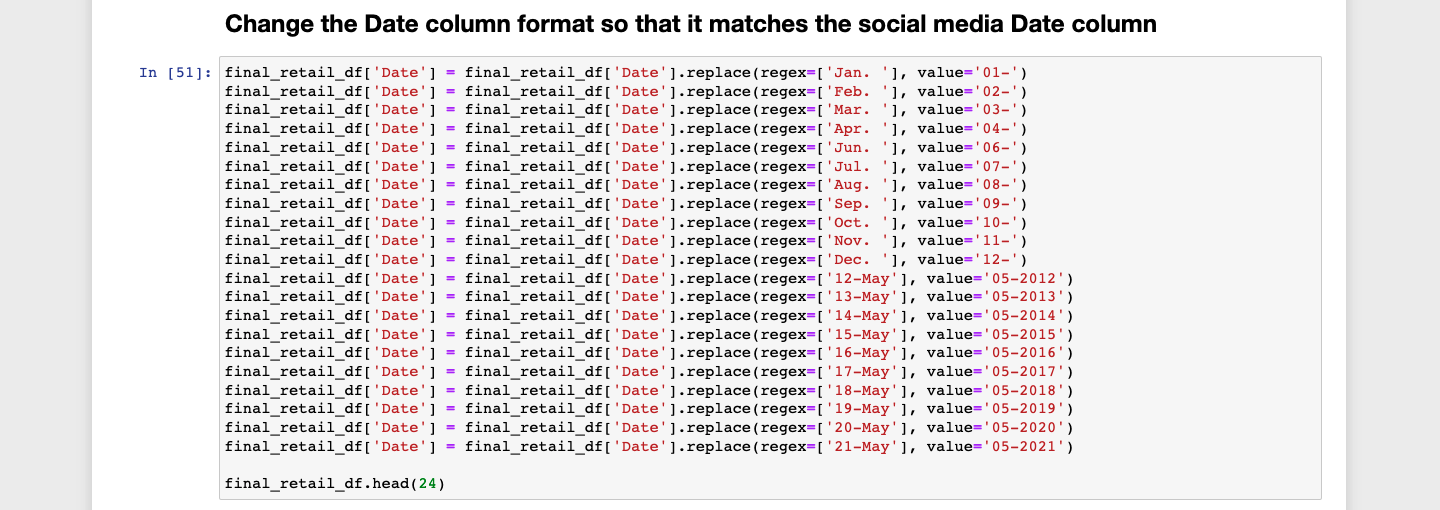 Change the Date column format so that it matches the social media Date column
In [51]:
final_retail_df['Date'] = final_retail_df['Date'].replace(regex=['Jan. '], value='01-')
final_retail_df['Date'] = final_retail_df['Date'].replace(regex=['Feb. '], value='02-')
final_retail_df['Date'] = final_retail_df['Date'].replace(regex=['Mar. '], value='03-')
final_retail_df['Date'] = final_retail_df['Date'].replace(regex=['Apr. '], value='04-')
final_retail_df['Date'] = final_retail_df['Date'].replace(regex=['Jun. '], value='06-')
final_retail_df['Date'] = final_retail_df['Date'].replace(regex=['Jul. '], value='07-')
final_retail_df['Date'] = final_retail_df['Date'].replace(regex=['Aug. '], value='08-')
final_retail_df['Date'] = final_retail_df['Date'].replace(regex=['Sep. '], value='09-')
final_retail_df['Date'] = final_retail_df['Date'].replace(regex=['Oct. '], value='10-')
final_retail_df['Date'] = final_retail_df['Date'].replace(regex=['Nov. '], value='11-')
final_retail_df['Date'] = final_retail_df['Date'].replace(regex=['Dec. '], value='12-')
final_retail_df['Date'] = final_retail_df['Date'].replace(regex=['12-May'], value='05-2012')
final_retail_df['Date'] = final_retail_df['Date'].replace(regex=['13-May'], value='05-2013')
final_retail_df['Date'] = final_retail_df['Date'].replace(regex=['14-May'], value='05-2014')
final_retail_df['Date'] = final_retail_df['Date'].replace(regex=['15-May'], value='05-2015')
final_retail_df['Date'] = final_retail_df['Date'].replace(regex=['16-May'], value='05-2016')
final_retail_df['Date'] = final_retail_df['Date'].replace(regex=['17-May'], value='05-2017')
final_retail_df['Date'] = final_retail_df['Date'].replace(regex=['18-May'], value='05-2018')
final_retail_df['Date'] = final_retail_df['Date'].replace(regex=['19-May'], value='05-2019')
final_retail_df['Date'] = final_retail_df['Date'].replace(regex=['20-May'], value='05-2020')
final_retail_df['Date'] = final_retail_df['Date'].replace(regex=['21-May'], value='05-2021')
final_retail_df.head(24)